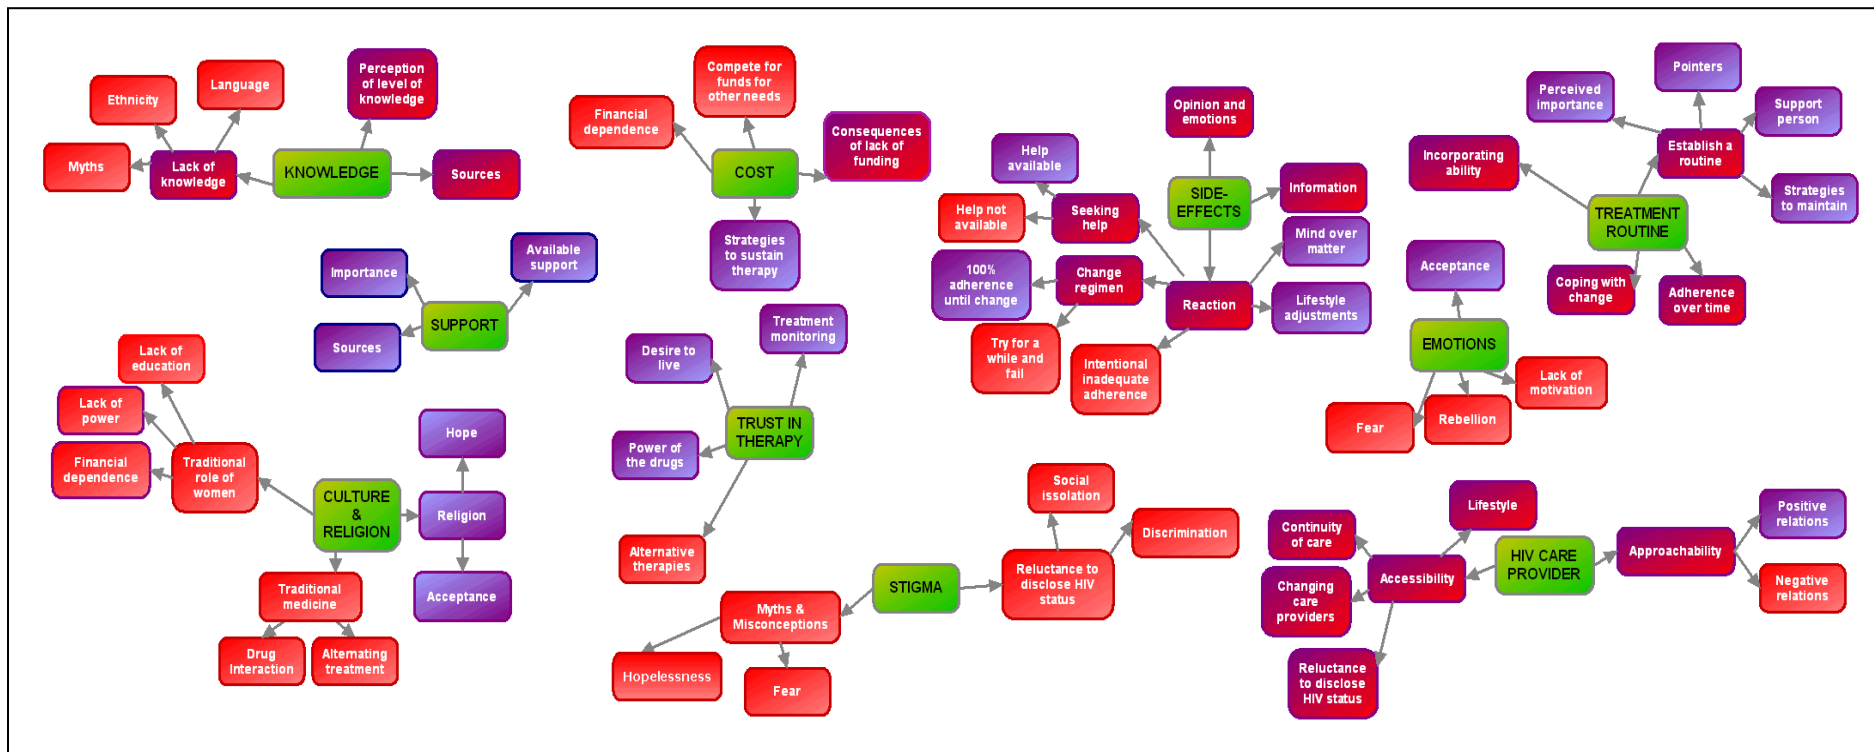 Ethnicity
Language
Perception
of level of
knowledge
Myths
Lack of
knowledge
KNOWLEDGE
Sources
Importance
Available
support
Sources
SUPPORT
Lack of
education
Lack of
power
Financial
dependence
Traditional
role of
women
CULTURE
&
RELIGION
Hope
Religion
Acceptance
Traditional
medicine
Drug
Interaction
Alternating
treatment
Compete for
funds for
other needs
Financial
dependence
COST
Consequences
of lack of
funding
Strategies
to sustain
therapy
Desire to
live
Treatment
monitoring
TRUST IN
THERAPY
Power of
the drugs
Alternative
therapies
Social
issolation
Discrimination
Reluctance to
disclose HIV
status
STIGMA
Myths &
Misconceptions
Hopelessness
Fear
Opinion and
emotions
Help
available
SIDE-
EFFECTS
Information
Help not
available
Seeking
help
Mind over
matter
100%
adherence
until change
Change
regimen
Reaction
Lifestyle
adjustments
Try for a
while and
fail
Intentional
inadequate
adherence
Pointers
Perceived
importance
Support
person
Establish a
routine
Incorporating
ability
Strategies
to maintain
TREATMENT
ROUTINE
Coping with
change
Adherence
over time
Acceptance
EMOTIONS
Lack of
motivation
Fear
Rebellion
Lifestyle
Continuity
of care
Accessibility
HIV CARE
PROVIDER
Approachability
Positive
relations
Negative
relations
Changing
care
providers
Reluctance
to disclose
HIV status